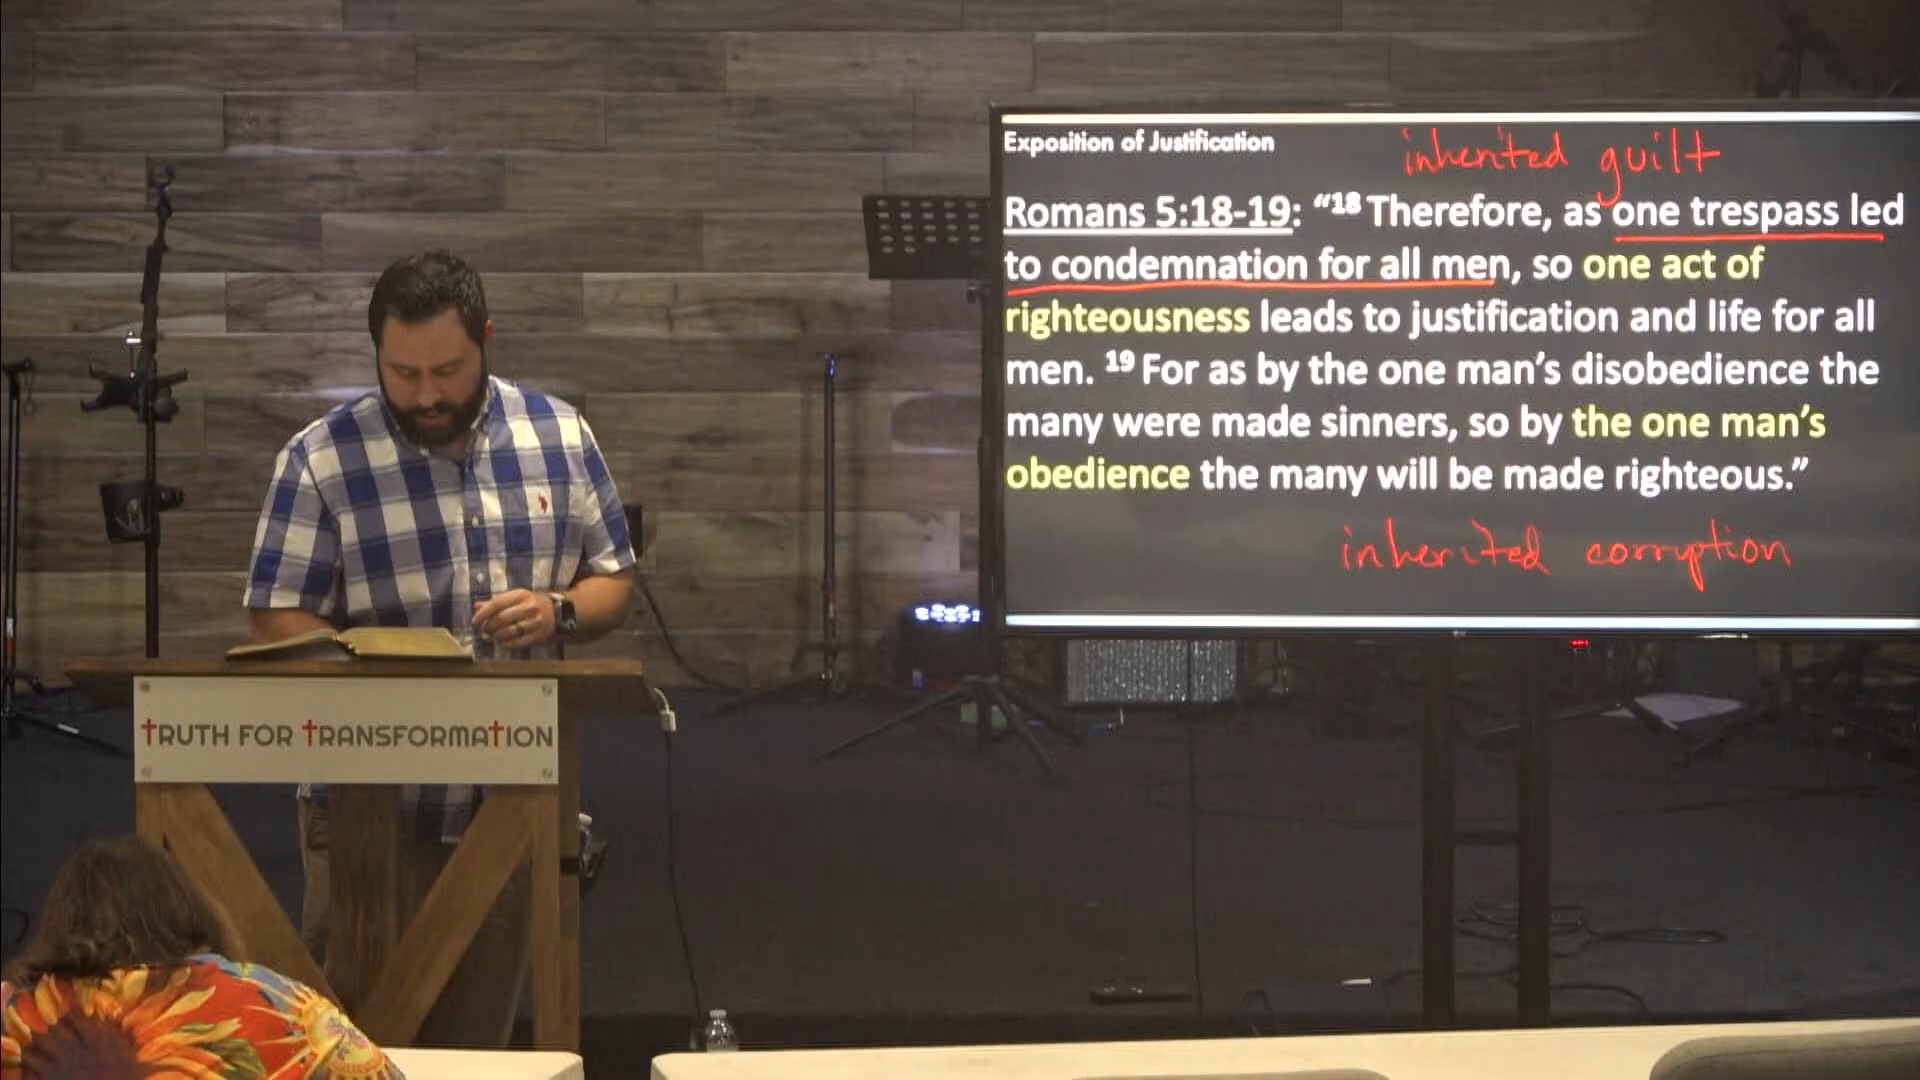 Exposition of Justification
inherited guilt
Romans 5:18-19: “18 Therefore, as one trespass led
to condemnation for all men, so one act of
righteousness leads to justification and life for all
men. 19 For as by the one man’s disobedience the
many were made sinners, so by the one man’s
obedience the many will be made righteous.”
inherited corruption
TRUTH FOR TRANSFORMATION